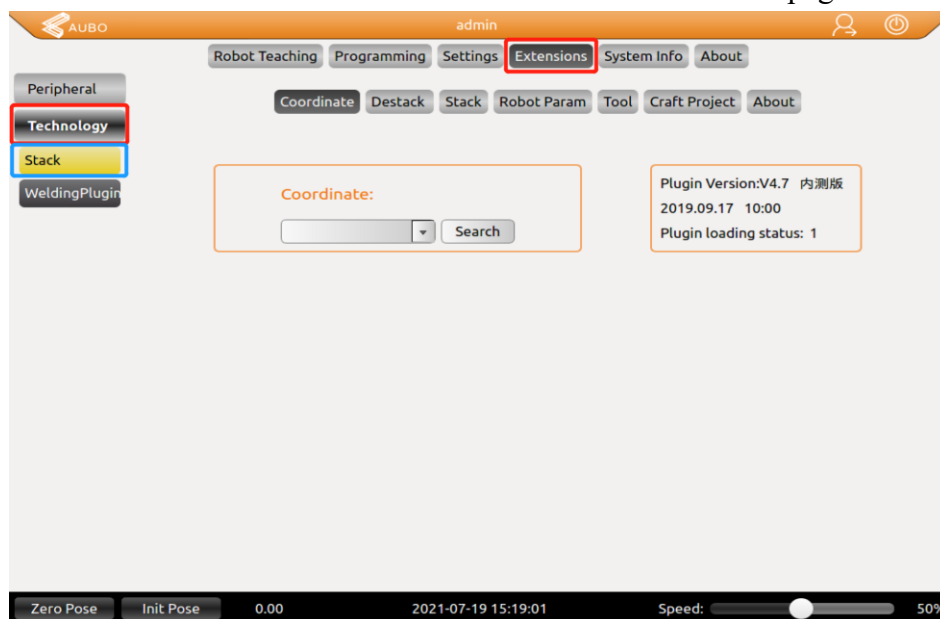 pag
AUBO
admin
Robot Teaching Programming Settings Extensions System Info About
Peripheral
Coordinate Destack Stack Robot Param Tool Craft Project About
Technology
Stack
WeldingPlugin
Coordinate:
Search
Plugin Version:V4.7 内测版
2019.09.17 10:00
Plugin loading status: 1
Zero Pose Init Pose 0.00 2021-07-19 15:19:01 Speed: 50%